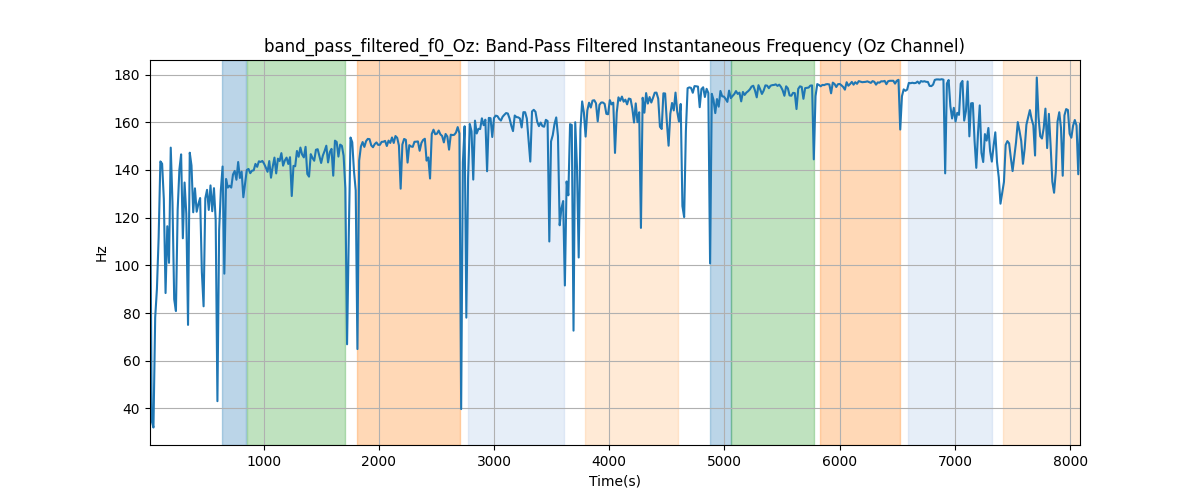 band_pass_filtered_f0_Oz: Band-Pass Filtered Instantaneous Frequency (Oz Channel)
180
160
140
120
100
80
60
40
Hz
1000 2000 3000 4000 5000 6000 7000 8000
Time(s)